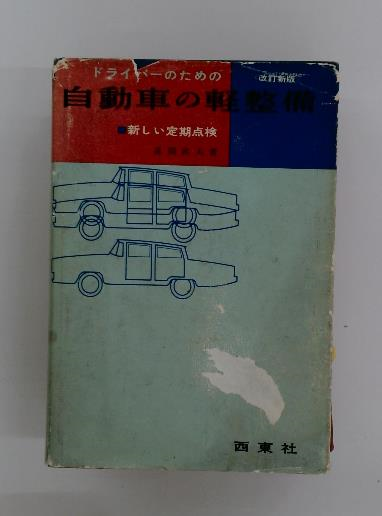 ドライバーのための
改訂新版
自動車の軽整備
■新しい定期点検
西東社